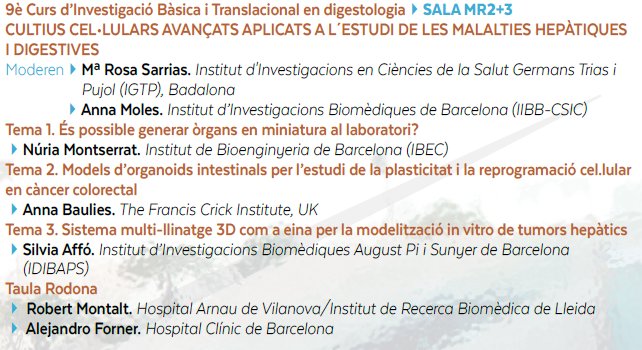 9è Curs d'Investigació Bàsica i Translacional en digestologia ▶ SALA MR2+3
CULTIUS CEL•LULARS AVANÇATS APLICATS A L´ESTUDI DE LES MALALTIES HEPÀTIQUES
I DIGESTIVES
Moderen ▶ Mª Rosa Sarrias. Institut d'Investigacions en Ciències de la Salut Germans Trias i
Pujol (IGTP), Badalona
▶ Anna Moles. Institut d'Investigacions Biomèdiques de Barcelona (IIBB-CSIC)
Tema 1. És possible generar òrgans en miniatura al laboratori?
▶ Núria Montserrat. Institut de Bioenginyeria de Barcelona (IBEC)
Tema 2. Models d'organoids intestinals per l'estudi de la plasticitat i la reprogramació cel.lular
en càncer colorectal
▶ Anna Baulies. The Francis Crick Institute, UK
Tema 3. Sistema multi-llinatge 3D com a eina per la modelització in vitro de tumors hepàtics
▶ Silvia Affó. Institut d'Investigacions Biomèdiques August Pi i Sunyer de Barcelona
(IDIBAPS)
Taula Rodona
▶ Robert Montalt. Hospital Arnau de Vilanova/Institut de Recerca Biomèdica de Lleida
▶ Alejandro Forner. Hospital Clínic de Barcelona